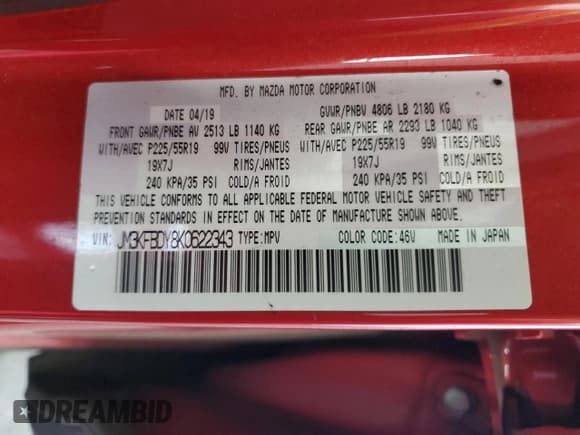 MFD. BY MAZDA MOTOR CORPORATION
DATE 04/19 GVWR/PNBV 4806 LB 2180 KG
FRONT GAWR/PNBE AV 2513 LB 1140 KG REAR GAWR/PNBE AR 2293 LB 1040 KG
WITH/AVEC P225/55R19 99V TIRES/PNEUS WITH/AVEC P225/55R19 99V TIRES/PNEUS
19X7J RIMS/JANTES 19X7J RIMS/JANTES
240 KPA/35 PSI COLD/A FROID 240 KPA/35 PSI COLD/A FROID
THIS VEHICLE CONFORMS TO ALL APPLICABLE FEDERAL MOTOR VEHICLE SAFETY AND THEFT
PREVENTION STANDARDS IN EFFECT ON THE DATE OF MANUFACTURE SHOWN ABOVE.
VIN: JM3KFBDY8K0622343 TYPE:MPV COLOR CODE:46V MADE IN JAPAN
DREAMBID